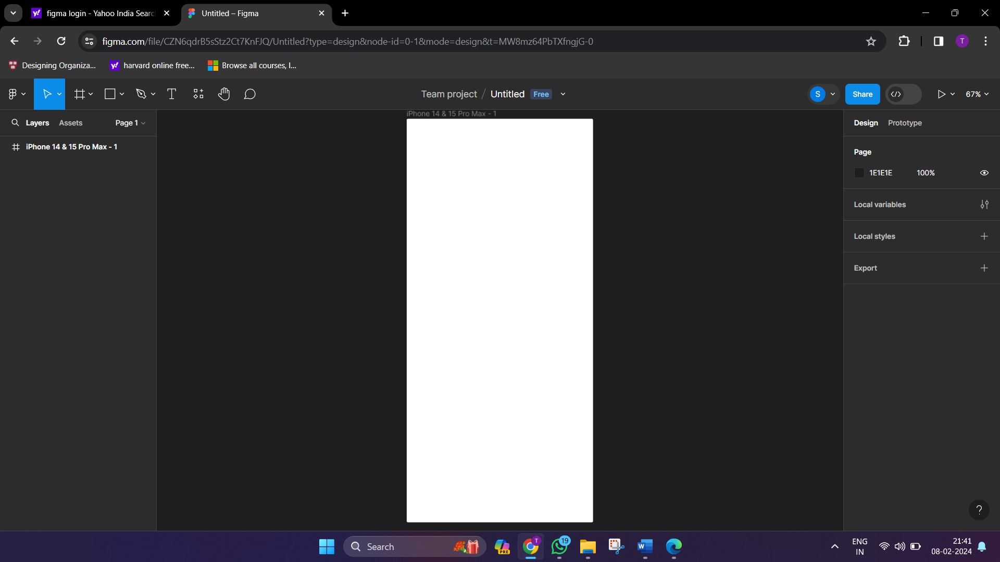 figma login - Yahoo India Searc
Untitled – Figma
figma.com/file/CZN6qdrB5sStz2Ct7KnFJQ/Untitled?type=design&node-id=0-1&mode=design&t=MW8mz64PbTXfngjG-0
T
Designing Organiza...
harvard online free...
Browse all courses, I...
Team project / Untitled Free
S
Share
67%
Layers
Assets
Page 1
iPhone 14 & 15 Pro Max - 1
iPhone 14 & 15 Pro Max - 1
Design
Prototype
Page
1E1E1E
100%
Local variables
Local styles
Export
?
Search
PRE
T
19
W
ENG
IN
21:41
08-02-2024